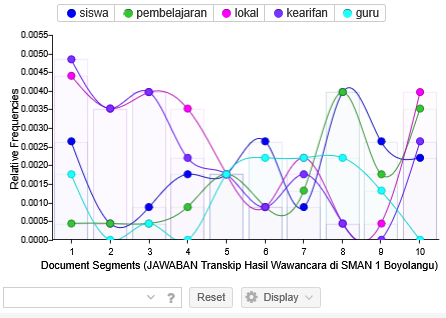 siswa pembelajaran lokal kearifan guru
Relative Frequencies
0.0055
0.0050
0.0045
0.0040
0.0035
0.0030
0.0025
0.0020
0.0015
0.0010
0.0005
0.0000
1 2 3 4 5 6 7 8 9 10
Document Segments (JAWABAN Transkip Hasil Wawancara di SMAN 1 Boyolangu)
? Reset Display